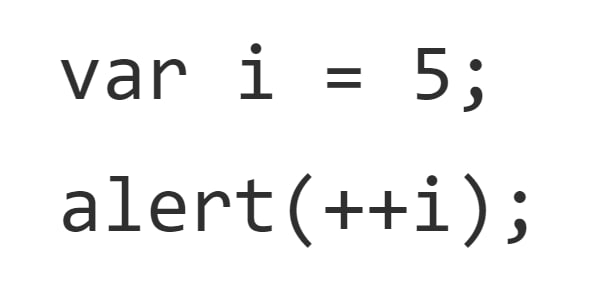 var i = 5;
alert(++i);